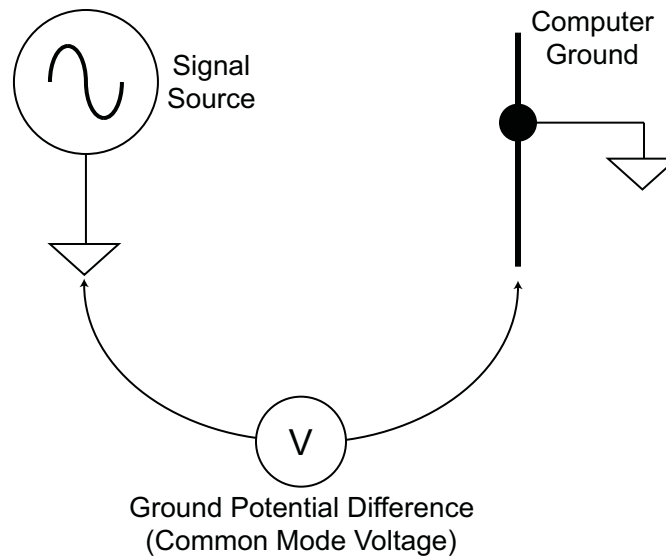 Signal
Source
Computer
Ground
V
Ground Potential Difference
(Common Mode Voltage)